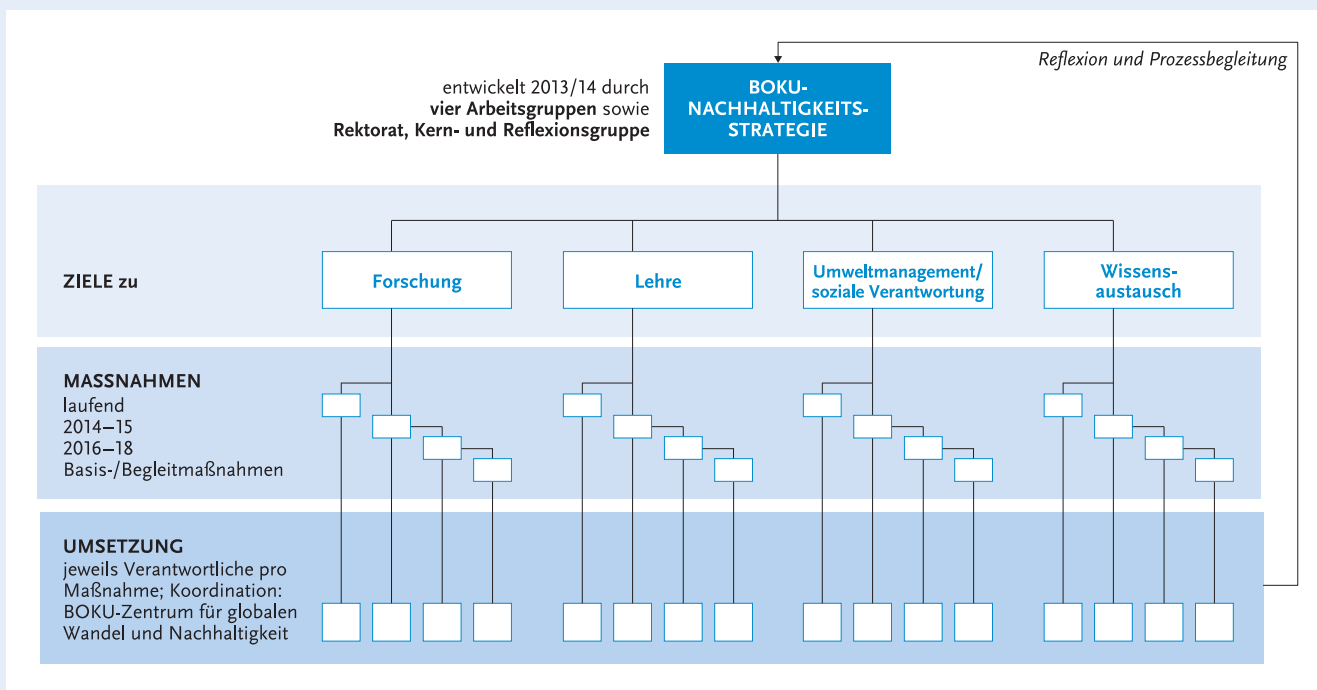 Reflexion und Prozessbegleitung
entwickelt 2013/14 durch
vier Arbeitsgruppen sowie
Rektorat, Kern- und Reflexionsgruppe
BOKU-
NACHHALTIGKEITS-
STRATEGIE
ZIELE zu
Forschung
Lehre
Umweltmanagement/
soziale Verantwortung
Wissens-
austausch
MASSNAHMEN
laufend
2014–15
2016–18
Basis-/Begleitmaßnahmen
UMSETZUNG
jeweils Verantwortliche pro
Maßnahme; Koordination:
BOKU-Zentrum für globalen
Wandel und Nachhaltigkeit